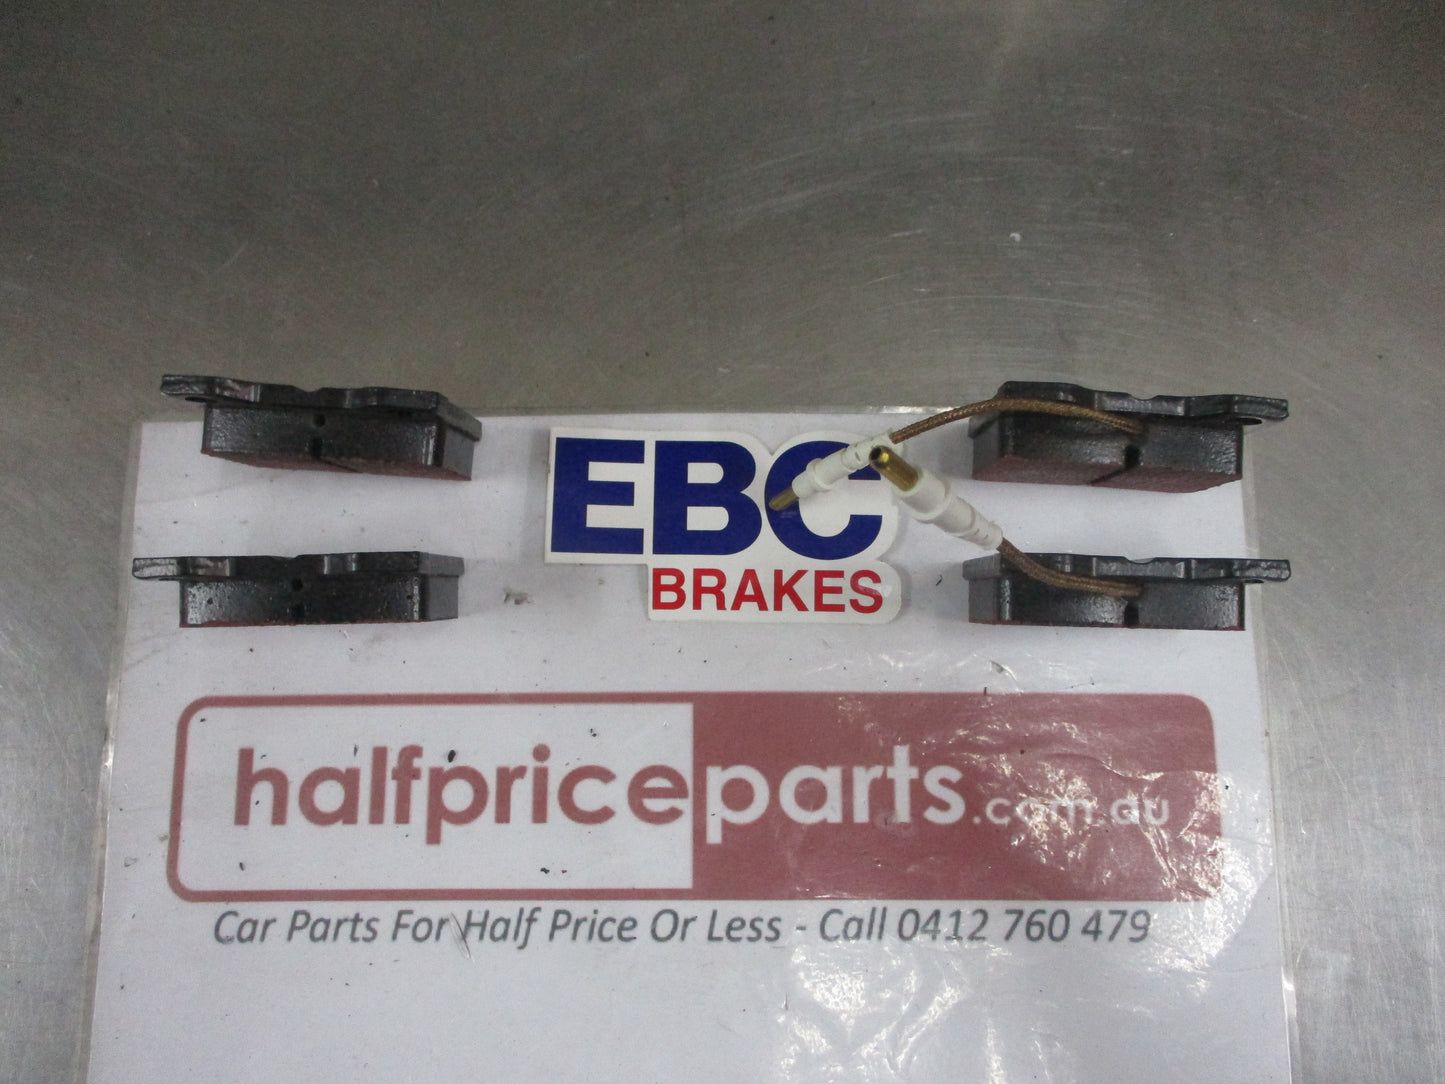 EBC
BRAKES
halfpriceparts.com.au
Car Parts For Half Price Or Less - Call 0412 760 479